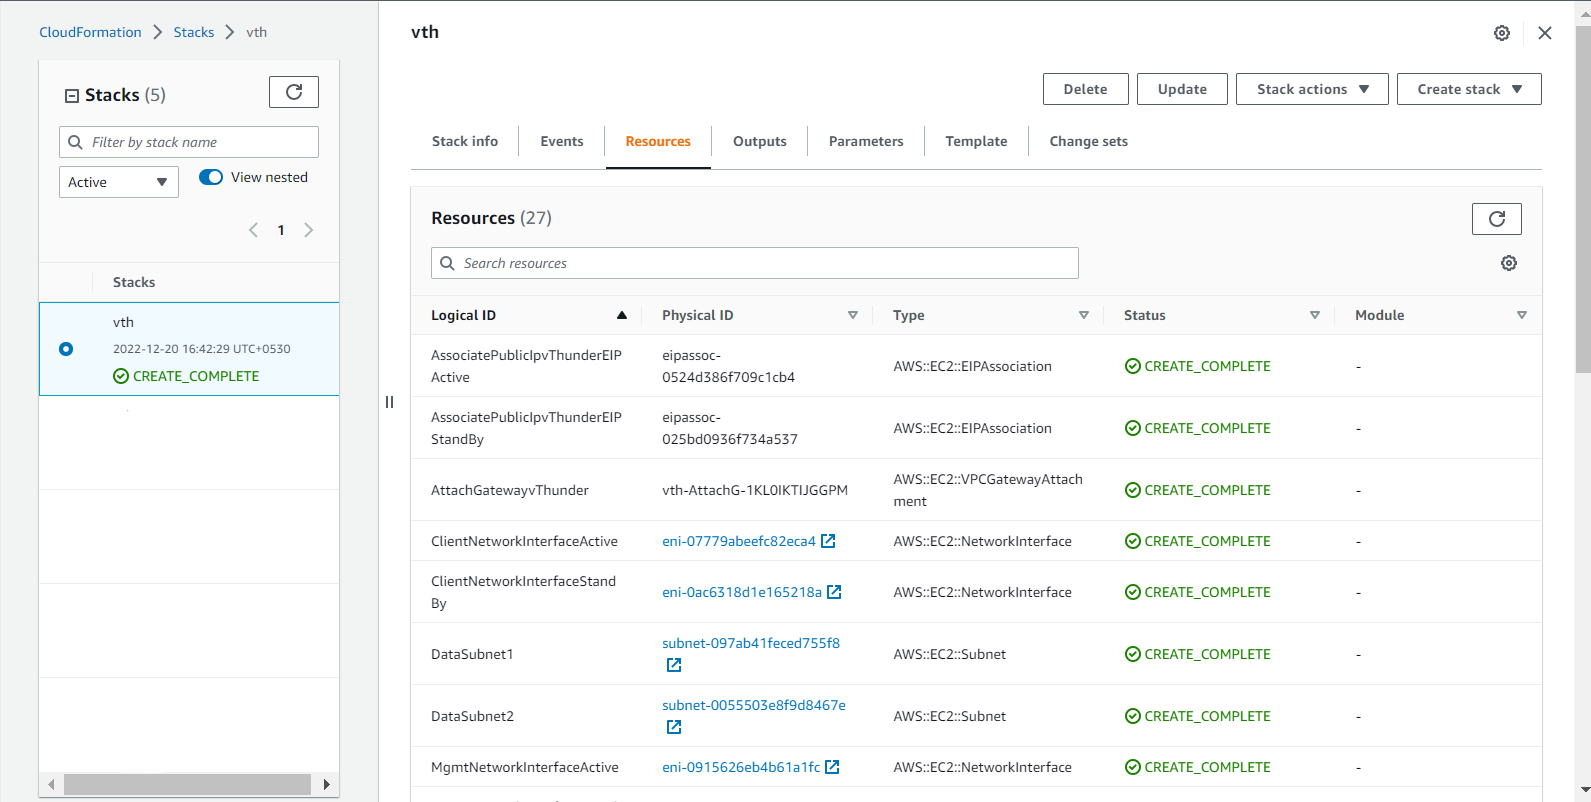 CloudFormation > Stacks > vth
Stacks (5)
Filter by stack name
Active
View nested
1
Stacks
vth
2022-12-20 16:42:29 UTC+0530
CREATE_COMPLETE
vth
Delete Update Stack actions Create stack
Stack info Events Resources Outputs Parameters Template Change sets
Resources (27)
Search resources
Logical ID Physical ID Type Status Module
AssociatePublicIpvThunderEIP
Active
eipassoc-
0524d386f709c1cb4
AWS::EC2::EIPAssociation
CREATE_COMPLETE
-
AssociatePublicIpvThunderEIP
StandBy
eipassoc-
025bd0936f734a537
AWS::EC2::EIPAssociation
CREATE_COMPLETE
-
AttachGatewayvThunder
vth-AttachG-1KL0IKTIJGGPM
AWS::EC2::VPCGatewayAttach
ment
CREATE_COMPLETE
-
ClientNetworkInterfaceActive
eni-07779abeefc82eca4
AWS::EC2::NetworkInterface
CREATE_COMPLETE
-
ClientNetworkInterfaceStand
By
eni-0ac6318d1e165218a
AWS::EC2::NetworkInterface
CREATE_COMPLETE
-
DataSubnet1
subnet-097ab41feced755f8
AWS::EC2::Subnet
CREATE_COMPLETE
-
DataSubnet2
subnet-0055503e8f9d8467e
AWS::EC2::Subnet
CREATE_COMPLETE
-
MgmtNetworkInterfaceActive
eni-0915626eb4b61a1fc
AWS::EC2::NetworkInterface
CREATE_COMPLETE
-